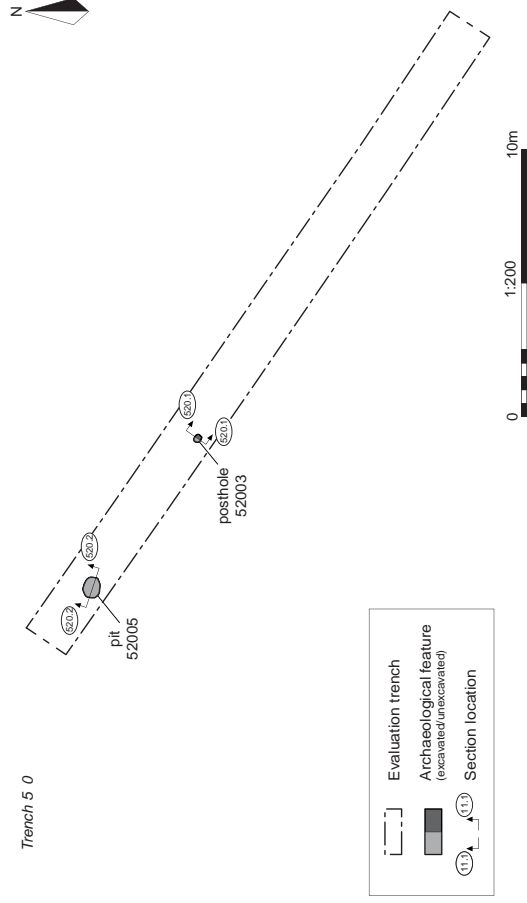 N
Trench 5 0
520.2
520.2
pit
52005
520.1
520.1
posthole
52003
0
1:200
10m
Evaluation trench
Archaeological feature
(excavated/unexcavated)
11.1
11.1
Section location